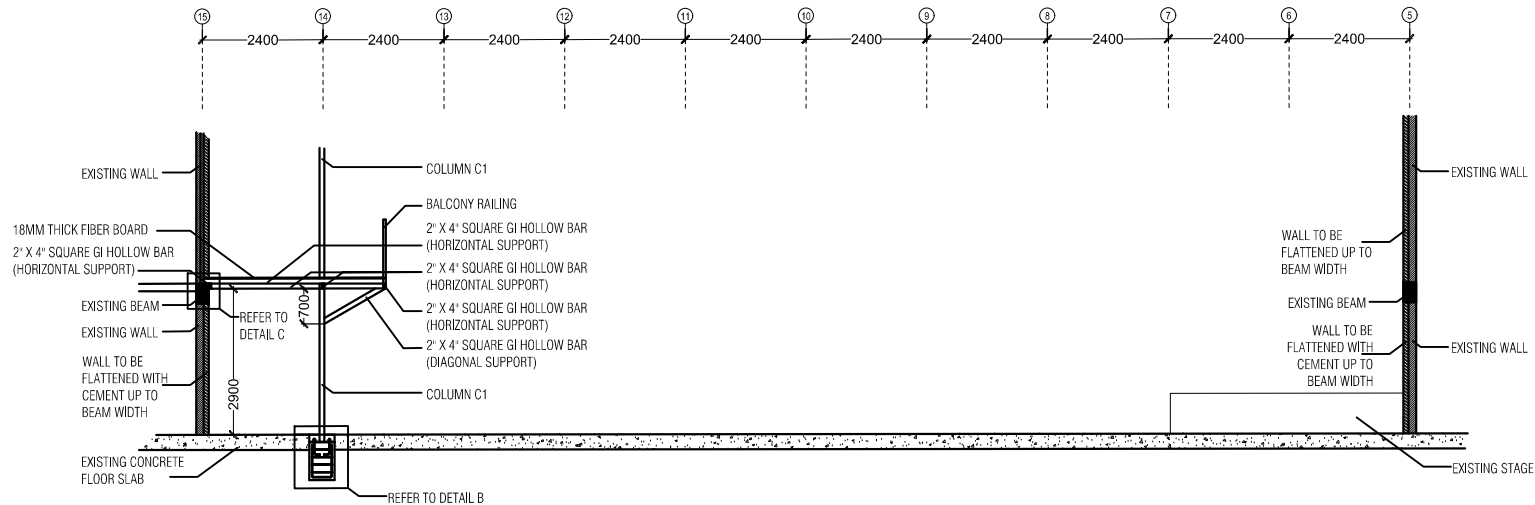 15 14 13 12 11 10 9 8 7 6 5
2400 2400 2400 2400 2400 2400 2400 2400 2400 2400
EXISTING WALL
18MM THICK FIBER BOARD
2" X 4" SQUARE GI HOLLOW BAR
(HORIZONTAL SUPPORT)
EXISTING BEAM
EXISTING WALL
WALL TO BE
FLATTENED WITH
CEMENT UP TO
BEAM WIDTH
EXISTING CONCRETE
FLOOR SLAB
REFER TO
DETAIL C
2900
700
COLUMN C1
BALCONY RAILING
2" X 4" SQUARE GI HOLLOW BAR
(HORIZONTAL SUPPORT)
2" X 4" SQUARE GI HOLLOW BAR
(HORIZONTAL SUPPORT)
2" X 4" SQUARE GI HOLLOW BAR
(HORIZONTAL SUPPORT)
2" X 4" SQUARE GI HOLLOW BAR
(DIAGONAL SUPPORT)
COLUMN C1
REFER TO DETAIL B
WALL TO BE
FLATTENED UP TO
BEAM WIDTH
EXISTING BEAM
WALL TO BE
FLATTENED WITH
CEMENT UP TO
BEAM WIDTH
EXISTING WALL
EXISTING WALL
EXISTING STAGE